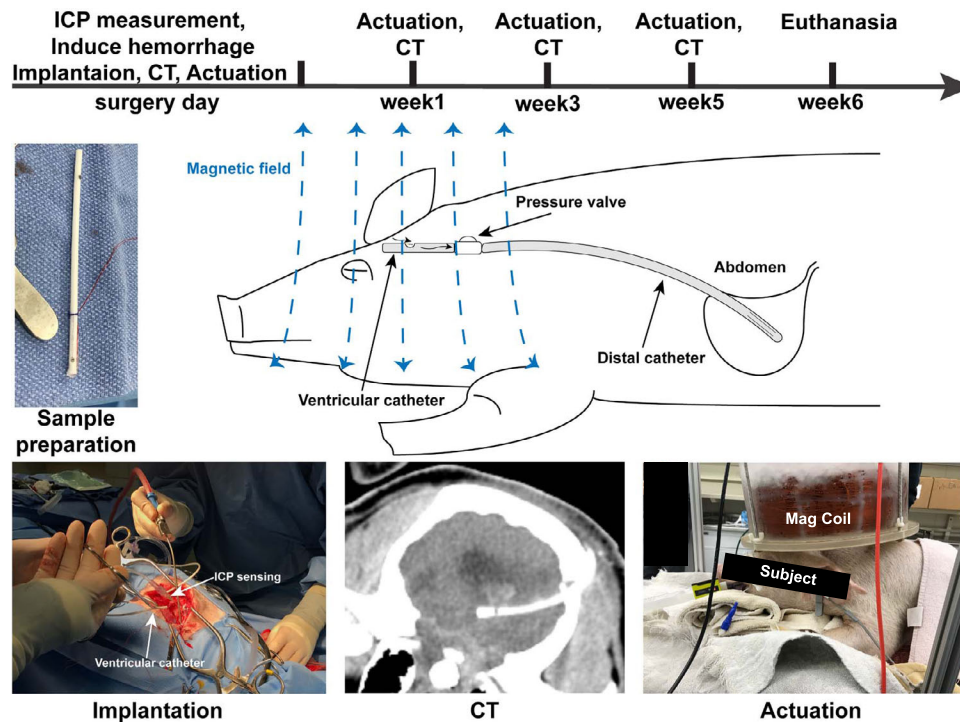 ICP measurement,
Induce hemorrhage
Implantaion, CT, Actuation
surgery day
Actuation,
CT
week1
Actuation,
CT
week3
Actuation,
CT
week5
Euthanasia
week6
Magnetic field
Pressure valve
Abdomen
Distal catheter
Ventricular catheter
Sample
preparation
ICP sensing
Ventricular catheter
Mag Coil
Subject
Implantation
CT
Actuation